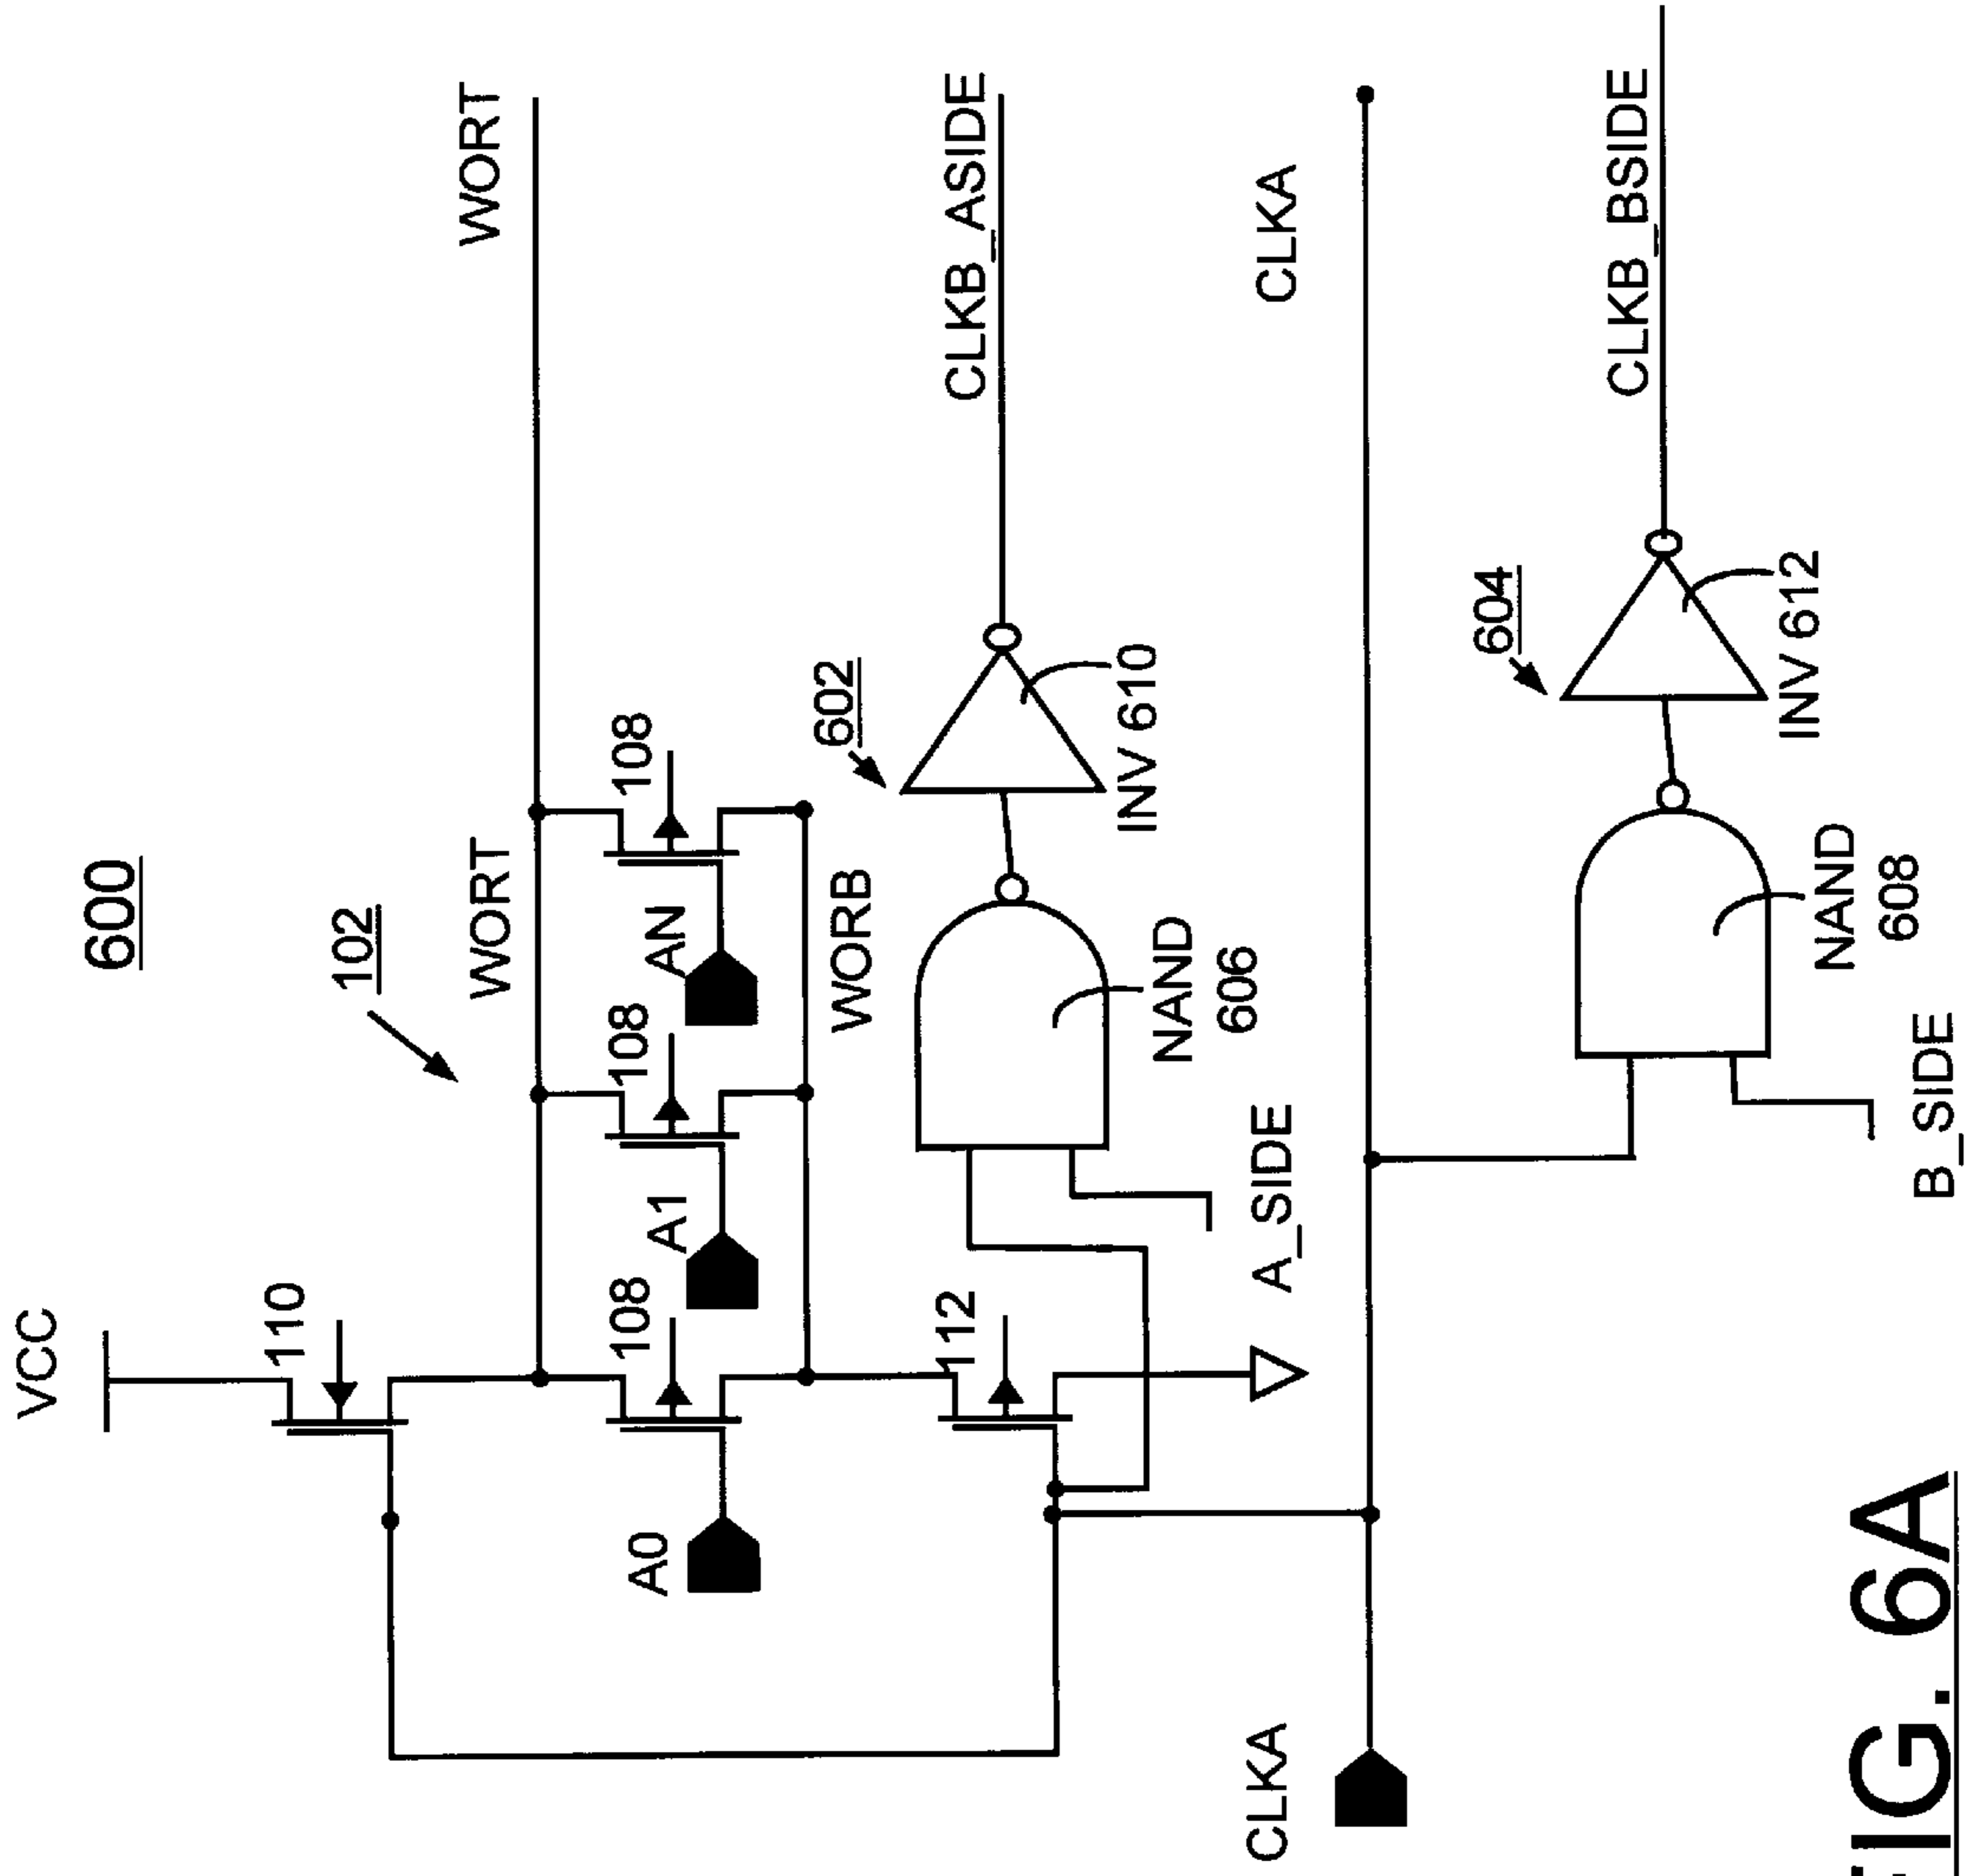 600
VCC
110
102
WORT
WORT
A0
108
A1
108
AN
108
WORB
112
602
CLKB_ASIDE
INV 610
NAND
606
A_SIDE
CLKA
CLKA
604
CLKB_BSIDE
INV 612
NAND
608
B_SIDE
FIG. 6A